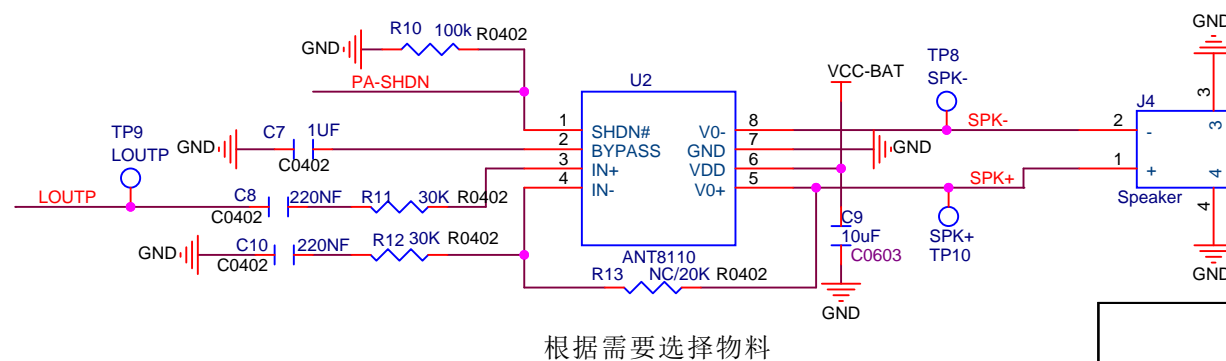 GND
R10 100k R0402
GND
PA-SHDN
U2
VCC-BAT
TP8
SPK-
J4
TP9
LOUTP
GND
C7 1UF
C0402
1 SHDN# V0- 8
2 BYPASS GND 7
3 IN+ VDD 6
4 IN- V0+ 5
GND
SPK-
2 -
1 +
3 3
4 4
LOUTP
C8 220NF R11 30K R0402
C0402
SPK+
Speaker
GND
C10 220NF R12 30K R0402
C0402
C9
10uF
C0603
SPK+
TP10
ANT8110
R13 NC/20K R0402
GND
GND
根据需要选择物料